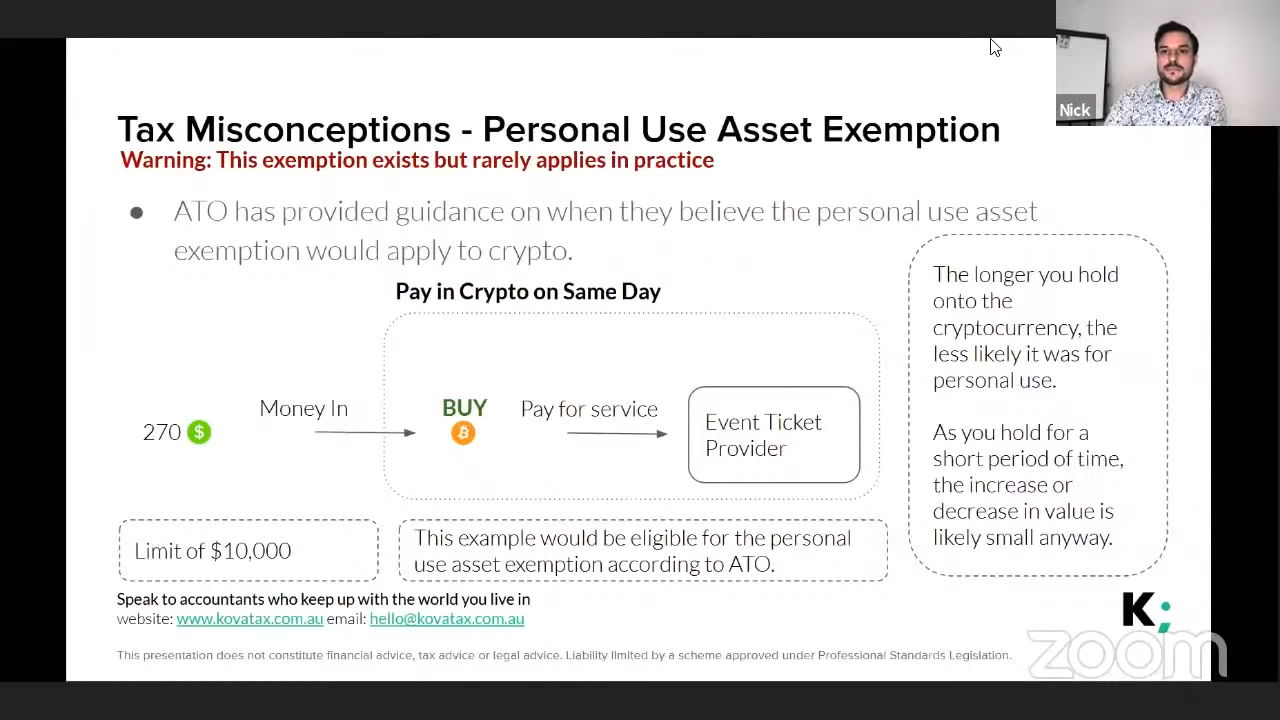 Nick
Tax Misconceptions - Personal Use Asset Exemption
Warning: This exemption exists but rarely applies in practice
● ATO has provided guidance on when they believe the personal use asset
exemption would apply to crypto.
Pay in Crypto on Same Day
270 $
Money In
BUY
Pay for service
Event Ticket
Provider
The longer you hold
onto the
cryptocurrency, the
less likely it was for
personal use.
As you hold for a
short period of time,
the increase or
decrease in value is
likely small anyway.
Limit of $10,000
This example would be eligible for the personal
use asset exemption according to ATO.
Speak to accountants who keep up with the world you live in
website: www.kovatax.com.au email: hello@kovatax.com.au
K;
zoom
This presentation does not constitute financial advice, tax advice or legal advice. Liability limited by a scheme approved under Professional Standards Legislation.